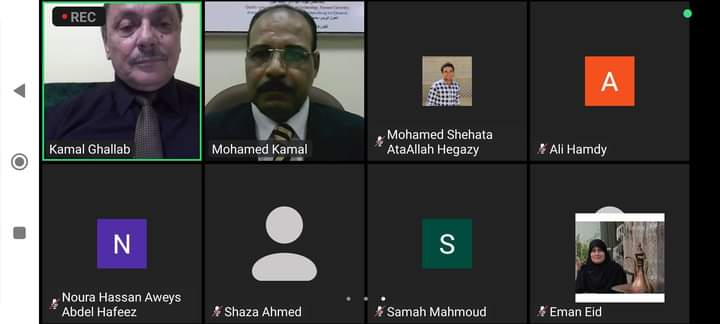 REC
Kamal Ghallab
Mohamed Kamal
Mohamed Shehata
AtaAllah Hegazy
A
Ali Hamdy
N
Noura Hassan Aweys
Abdel Hafeez
Shaza Ahmed
S
Samah Mahmoud
Eman Eid